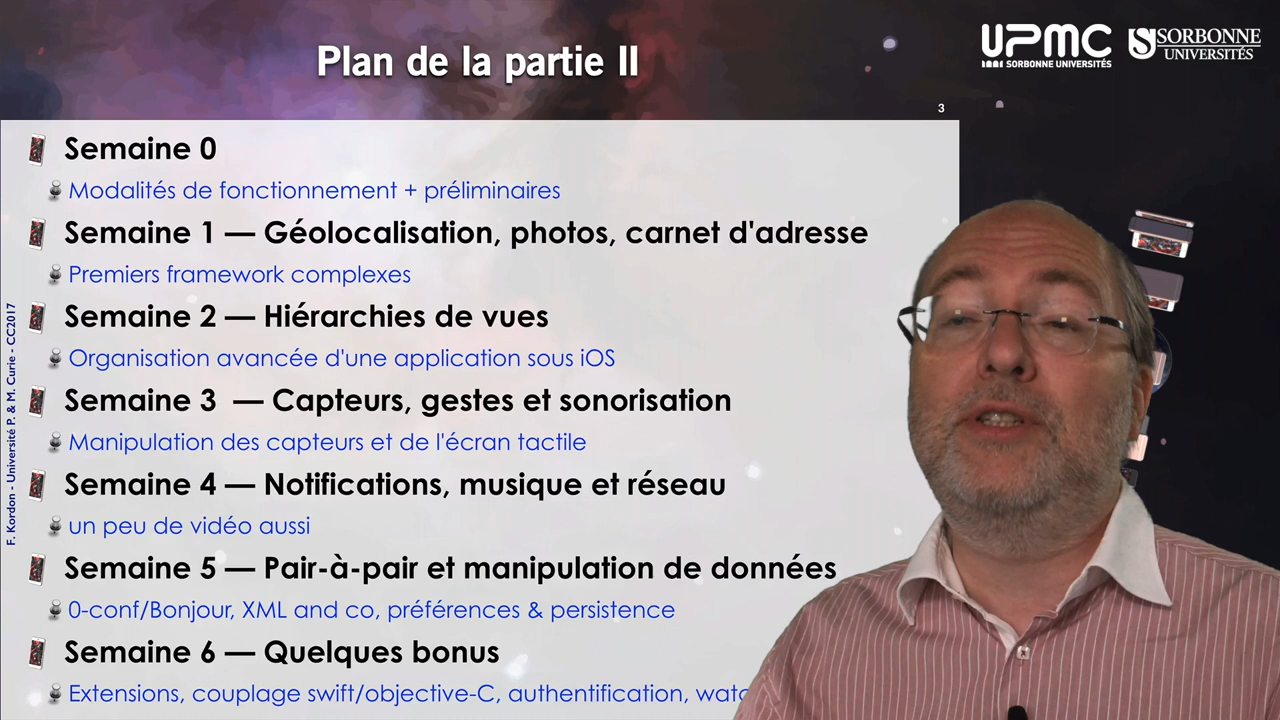 Plan de la partie II
UPMC
SORBONNE UNIVERSITÉS
SORBONNE
UNIVERSITÉS
3
Semaine 0
Modalités de fonctionnement + préliminaires
Semaine 1 — Géolocalisation, photos, carnet d'adresse
Premiers framework complexes
Semaine 2 — Hiérarchies de vues
Organisation avancée d'une application sous iOS
Semaine 3 — Capteurs, gestes et sonorisation
Manipulation des capteurs et de l'écran tactile
Semaine 4 — Notifications, musique et réseau
un peu de vidéo aussi
Semaine 5 — Pair-à-pair et manipulation de données
0-conf/Bonjour, XML and co, préférences & persistence
Semaine 6 — Quelques bonus
Extensions, couplage swift/objective-C, authentification,
F. Kordon - Université P. & M. Curie - CC2017